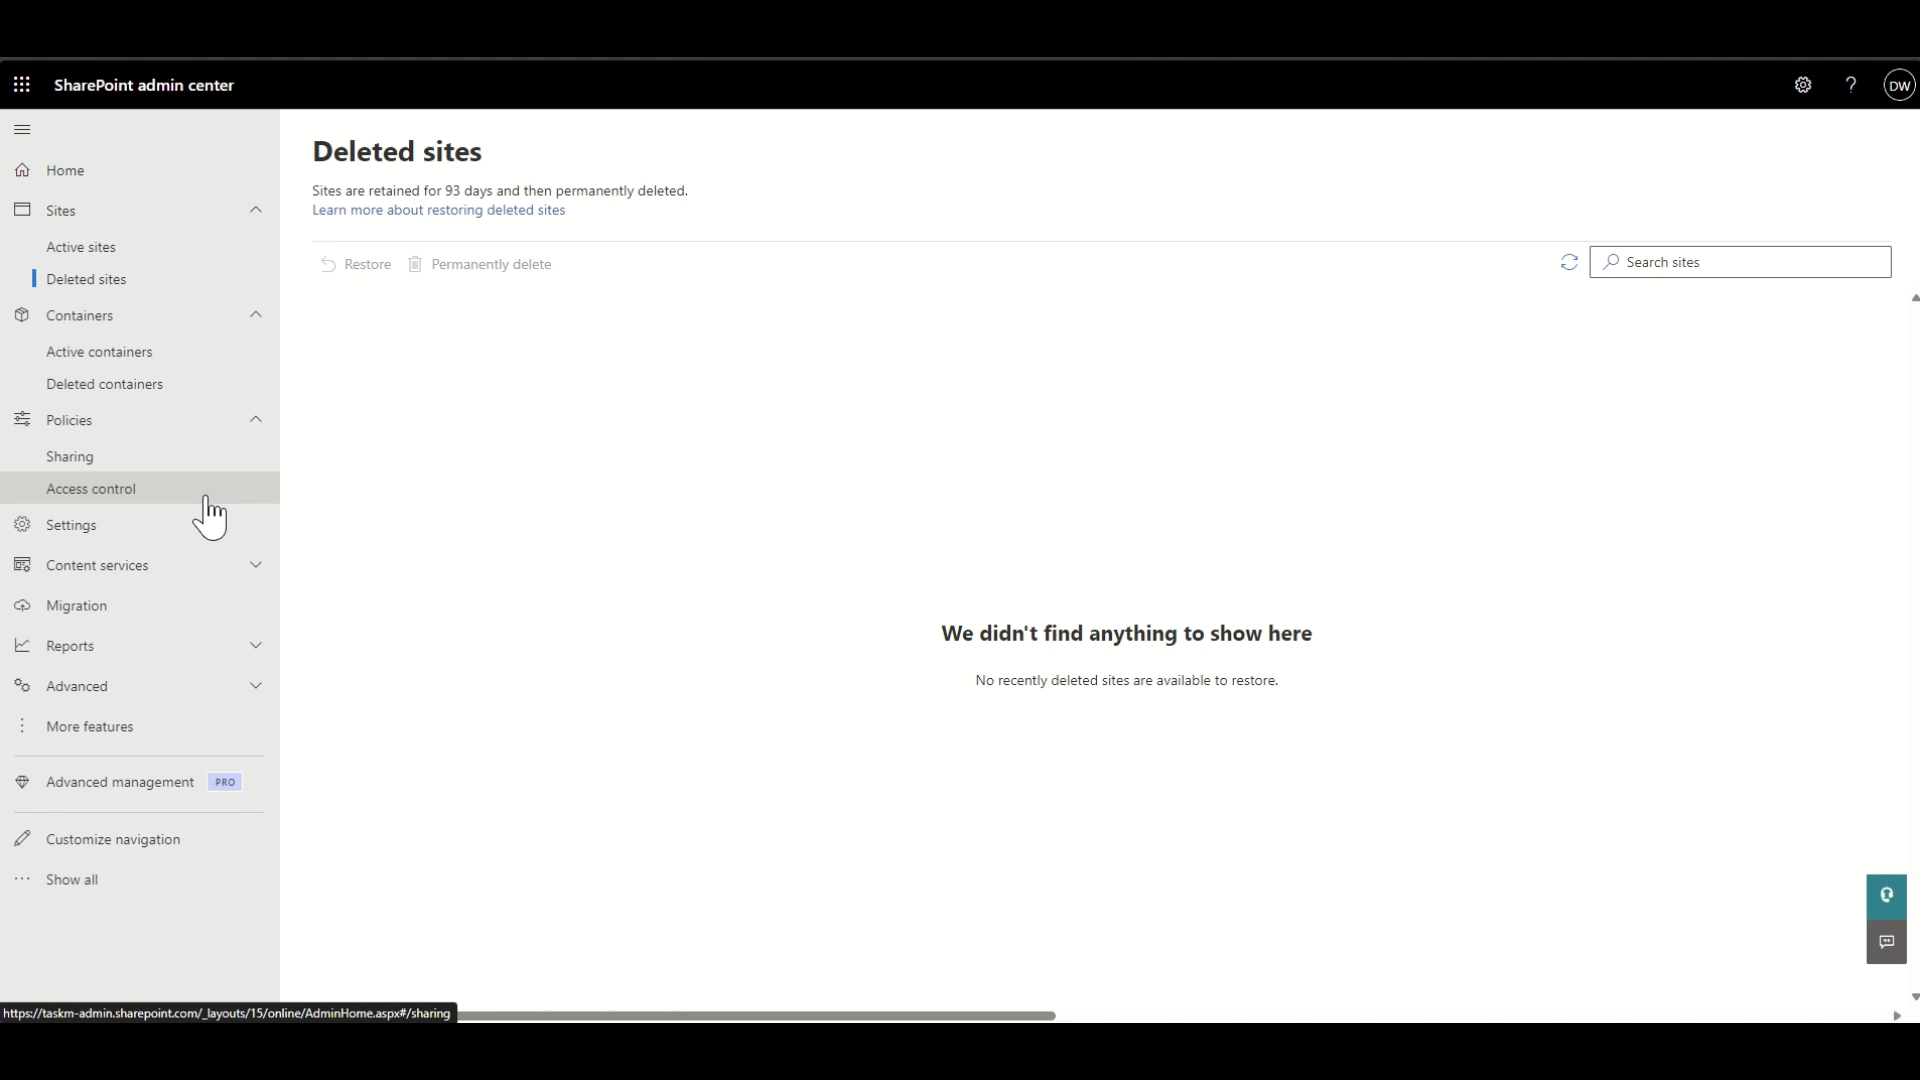 SharePoint admin center
?
DW
Home
Sites
Active sites
Deleted sites
Containers
Active containers
Deleted containers
Policies
Sharing
Access control
Settings
Content services
Migration
Reports
Advanced
More features
Advanced management PRO
Customize navigation
Show all
Deleted sites
Sites are retained for 93 days and then permanently deleted.
Learn more about restoring deleted sites
Restore
Permanently delete
Search sites
We didn't find anything to show here
No recently deleted sites are available to restore.
https://taskm-admin.sharepoint.com/_layouts/15/online/AdminHome.aspx#/sharing